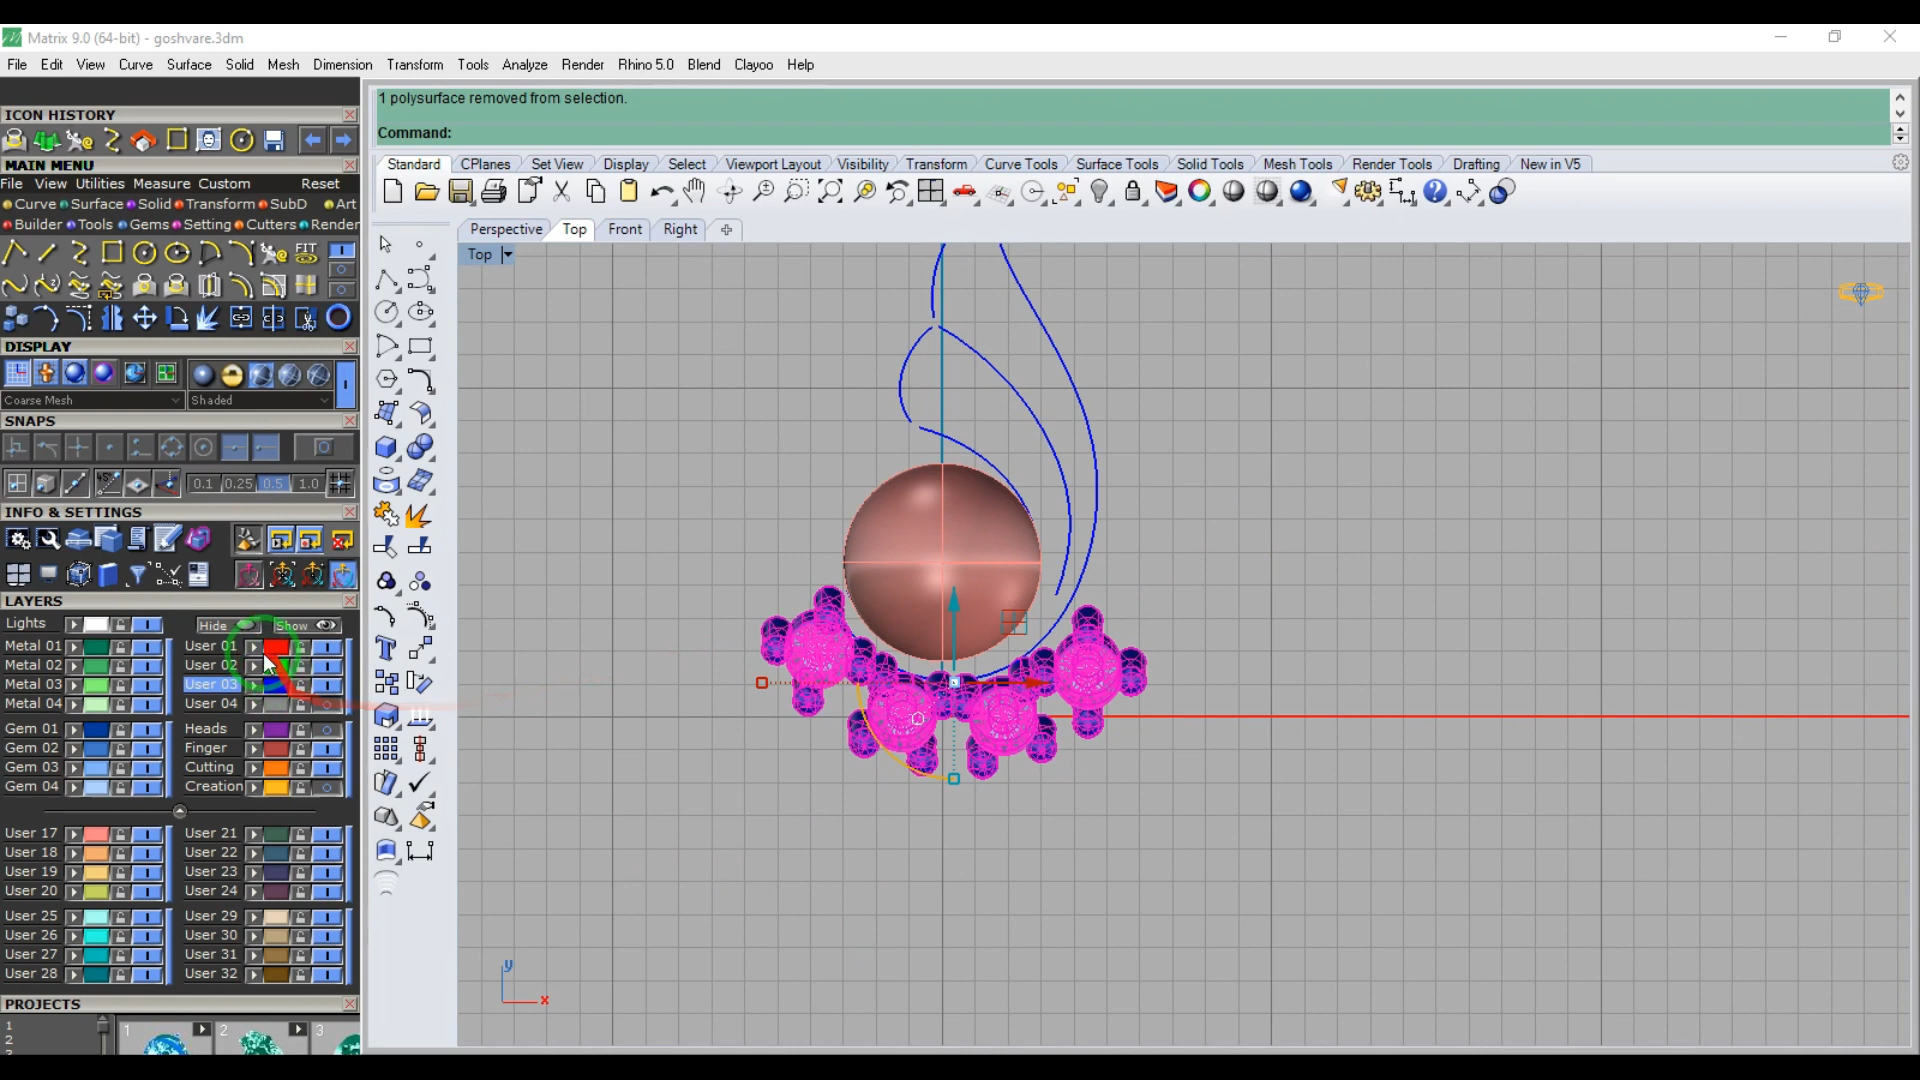 Matrix 9.0 (64-bit) - goshvare.3dm
File Edit View Curve Surface Solid Mesh Dimension Transform Tools Analyze Render Rhino 5.0 Blend Clayoo Help
ICON HISTORY
1 polysurface removed from selection.
Command:
MAIN MENU
File View Utilities Measure Custom Reset
Curve Surface Solid Transform SubD Art
Builder Tools Gems Setting Cutters Render
Standard CPlanes Set View Display Select Viewport Layout Visibility Transform Curve Tools Surface Tools Solid Tools Mesh Tools Render Tools Drafting New in V5
Perspective Top Front Right
Top
FIT
DISPLAY
Coarse Mesh Shaded
SNAPS
45°
0.1 0.25 0.5 1.0
INFO & SETTINGS
LAYERS
Lights Hide Show
Metal 01 User 01
Metal 02 User 02
Metal 03 User 03
Metal 04 User 04
Gem 01 Heads
Gem 02 Finger
Gem 03 Cutting
Gem 04 Creation
User 17 User 21
User 18 User 22
User 19 User 23
User 20 User 24
User 25 User 29
User 26 User 30
User 27 User 31
User 28 User 32
PROJECTS
1 2 3
1
2
y
x